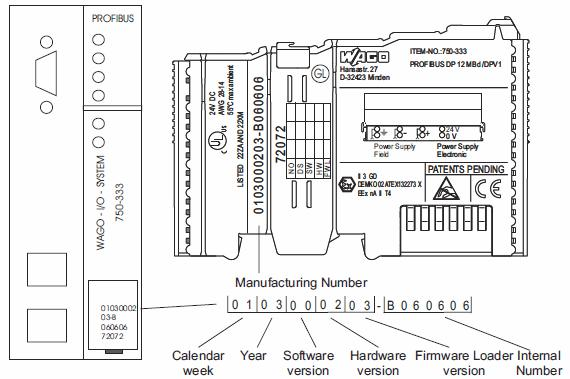 PROFIBUS
WAGO - I/O - SYSTEM
750-333
01030002
03-B
060606
72072
24V DC
AWG 28-14
55°C max ambient
LISTED 22ZA AND 22XM
0103000203-B060606
72072
NO
DS
SW
HW
FWL
GL
WAGO
Hansastr. 27
D-32423 Minden
ITEM-NO.:750-333
PROFIBUS DP 12 MBd /DPV1
24 V
0 V
Power Supply
Field
Power Supply
Electronic
PATENTS PENDING
II 3 GD
DEMKO 02 ATEX132273 X
EEx nA II T4
CE
Manufacturing Number
0 1 0 3 0 0 0 2 0 3 - B 0 6 0 6 0 6
Calendar
week
Year
Software
version
Hardware
version
Firmware Loader
version
Internal
Number